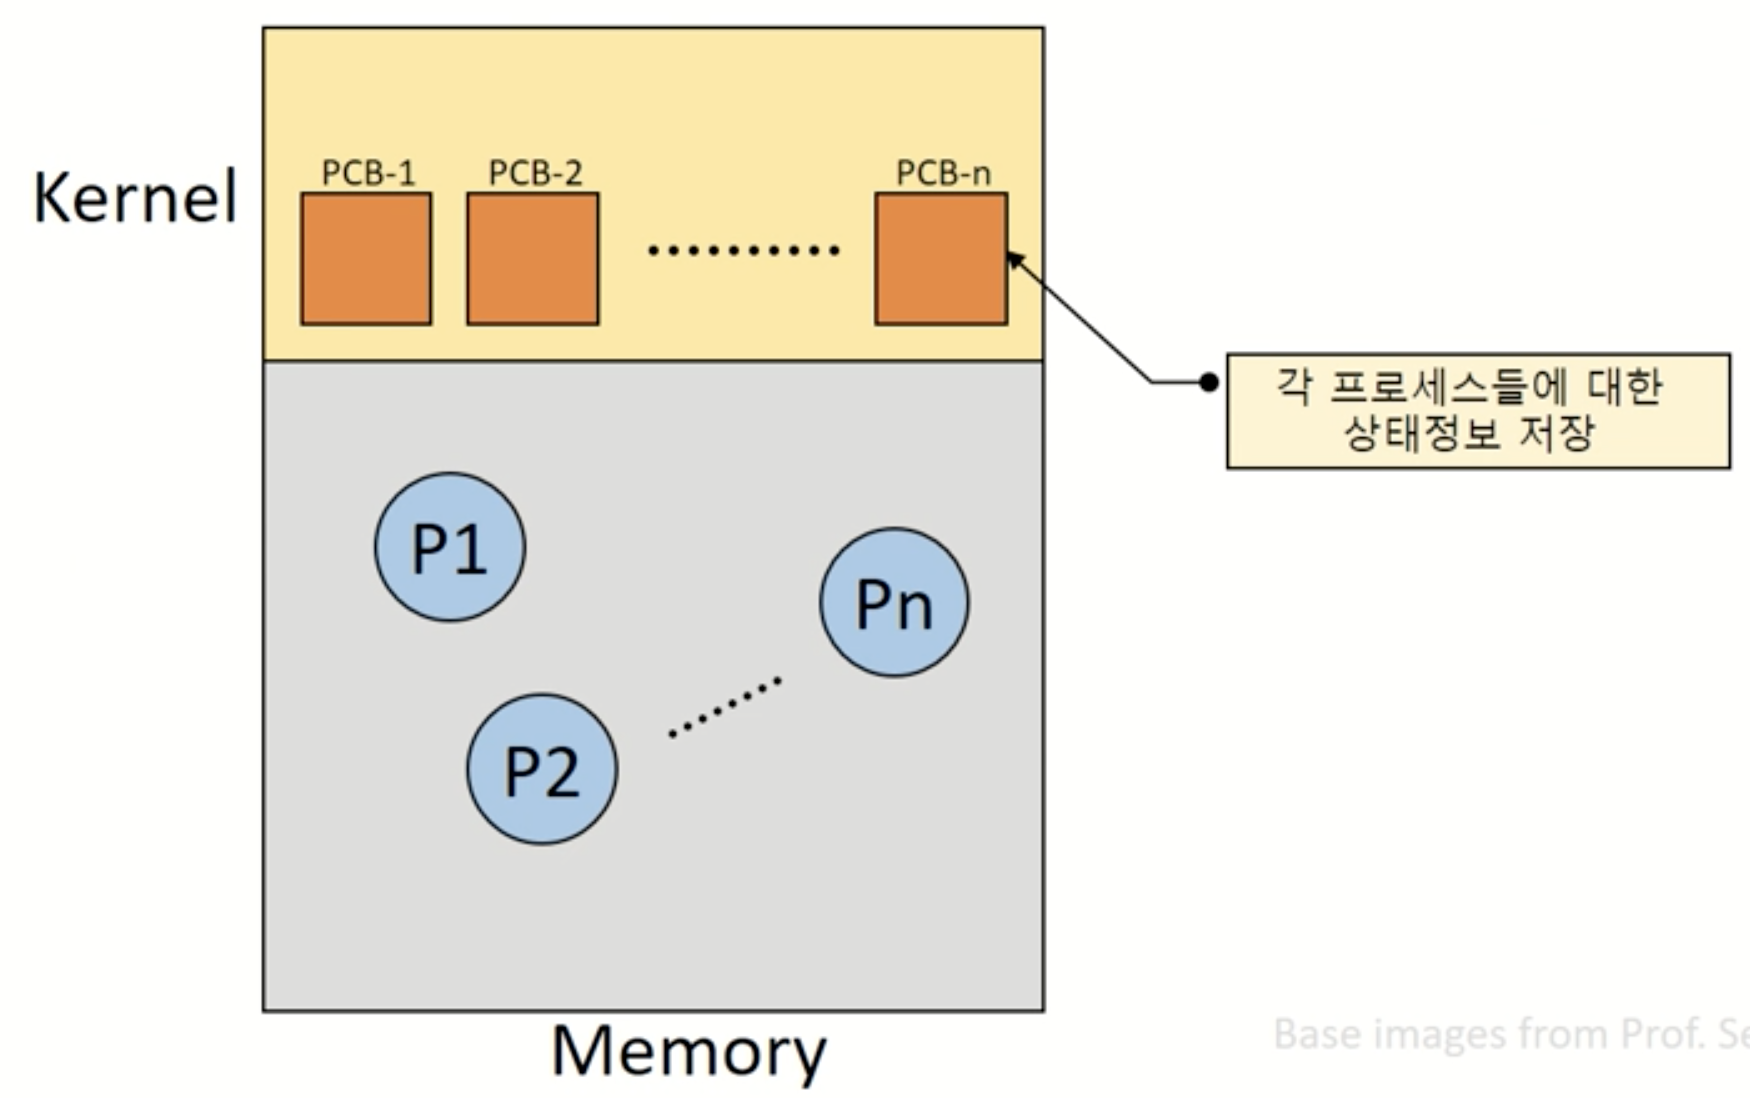 PCB-1
PCB-2
PCB-n
Kernel
각 프로세스들에 대한
상태정보 저장
P1
Pn
P2
Memory
Base images from Prof.